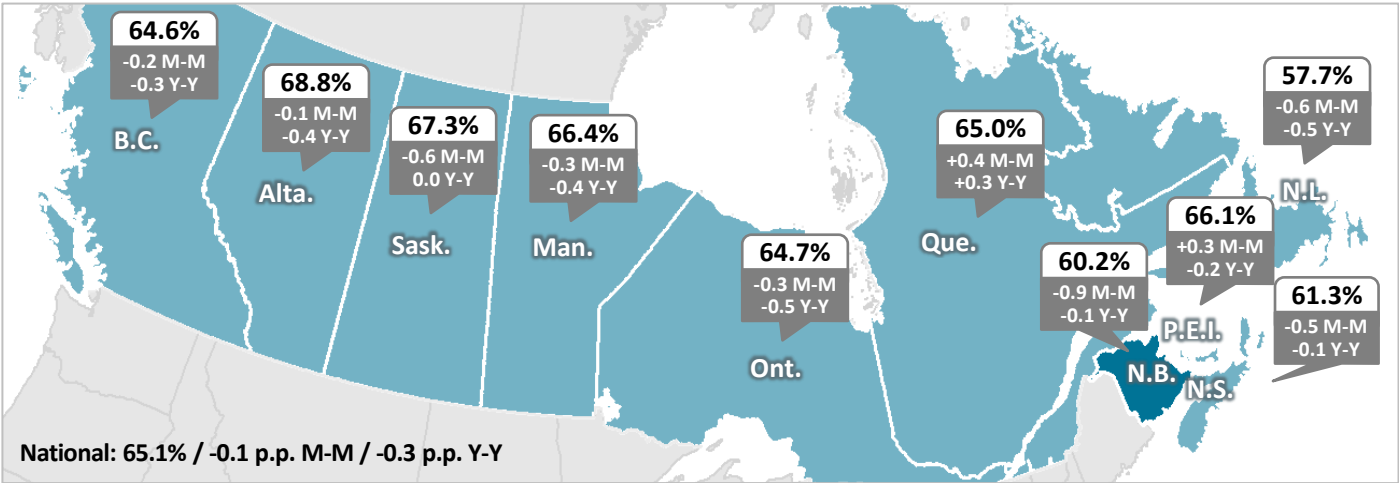 64.6%
-0.2 M-M
-0.3 Y-Y
B.C.
68.8%
-0.1 M-M
-0.4 Y-Y
Alta.
67.3%
-0.6 M-M
0.0 Y-Y
Sask.
66.4%
-0.3 M-M
-0.4 Y-Y
Man.
64.7%
-0.3 M-M
-0.5 Y-Y
Ont.
65.0%
+0.4 M-M
+0.3 Y-Y
Que.
57.7%
-0.6 M-M
-0.5 Y-Y
N.L.
66.1%
+0.3 M-M
-0.2 Y-Y
P.E.I.
60.2%
-0.9 M-M
-0.1 Y-Y
N.B.
61.3%
-0.5 M-M
-0.1 Y-Y
N.S.
National: 65.1% / -0.1 p.p. M-M / -0.3 p.p. Y-Y